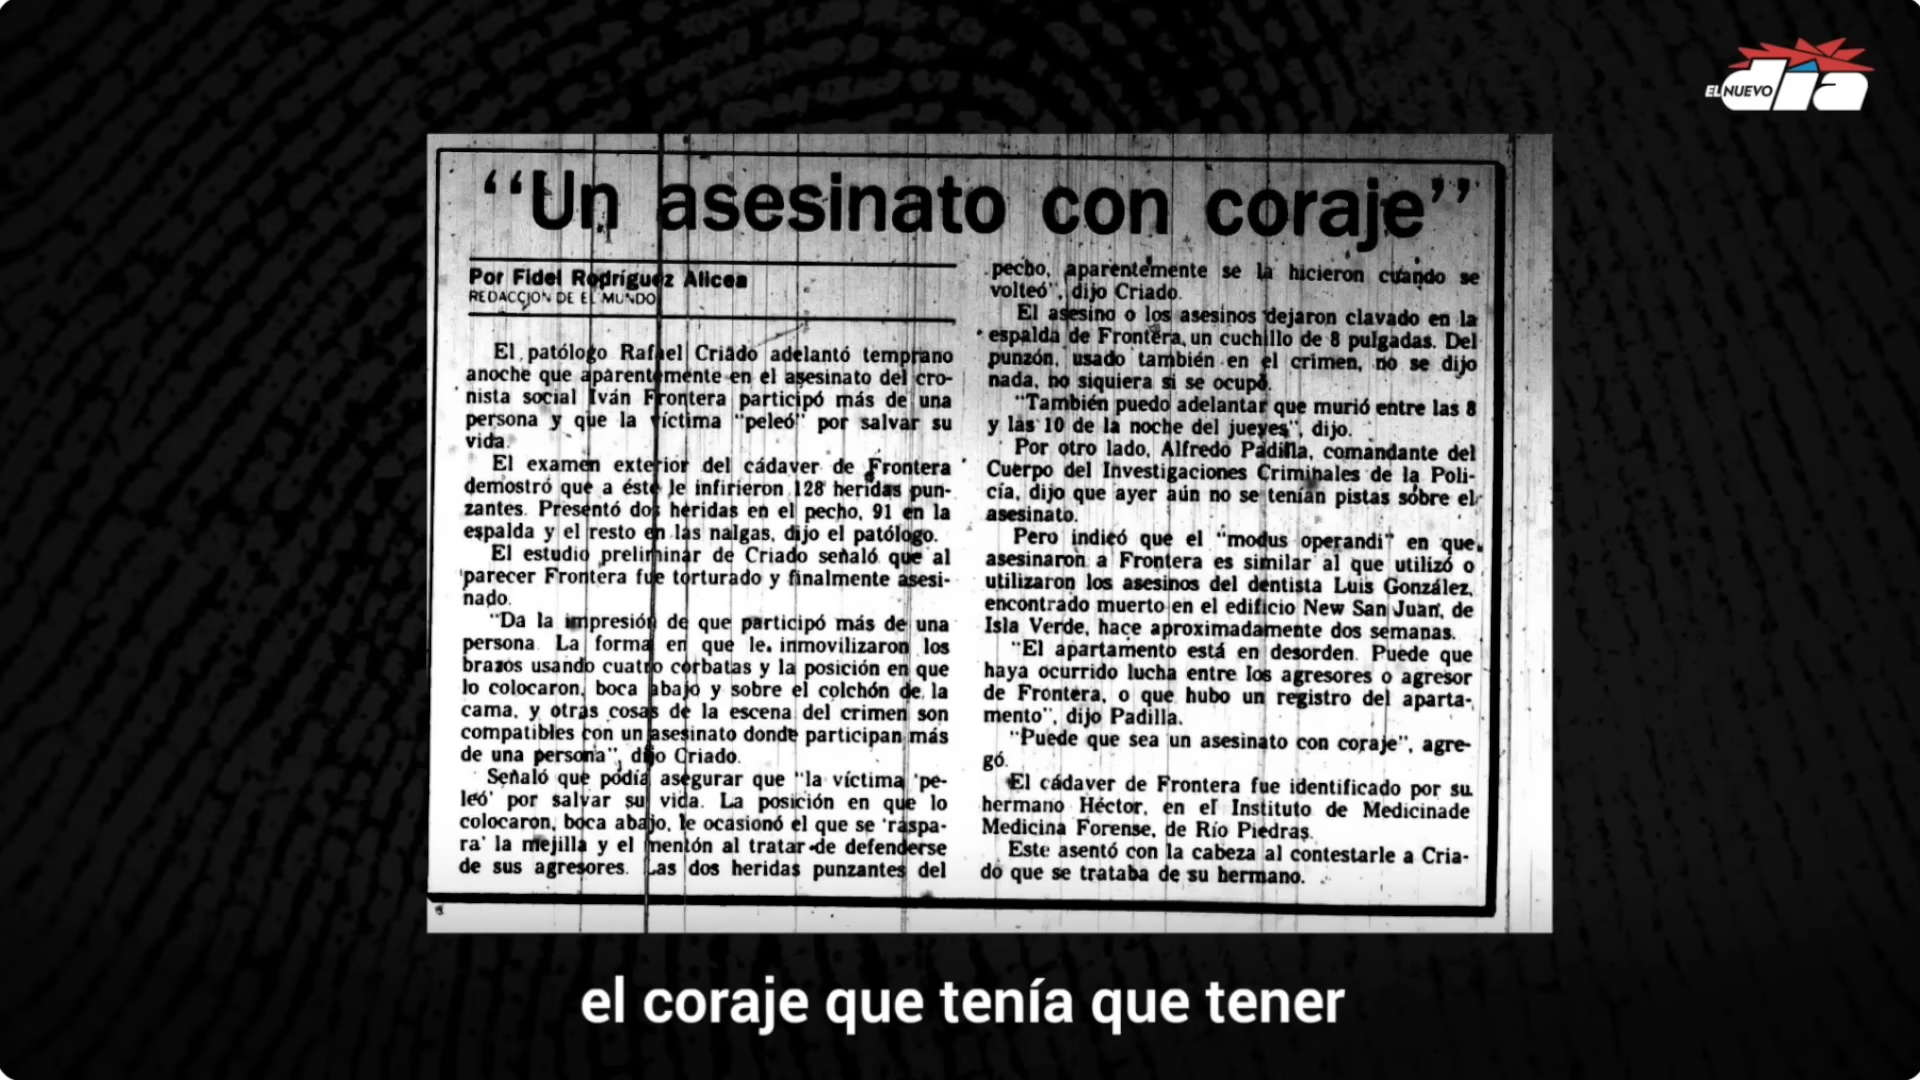 EL NUEVO día
“Un asesinato con coraje”
Por Fidel Rodríguez Alicea
REDACCION DE EL MUNDO
El patólogo Rafael Criado adelantó temprano
anoche que aparentemente en el asesinato del cro-
nista social Iván Frontera participó más de una
persona y que la víctima "peleó" por salvar su
vida.
El examen exterior del cádaver de Frontera
demostró que a éste le infirieron 128 heridas pun-
zantes. Presentó dos heridas en el pecho, 91 en la
espalda y el resto en las nalgas, dijo el patólogo.
El estudio preliminar de Criado señaló que al
parecer Frontera fue torturado y finalmente asesi-
nado.
"Da la impresión de que participó más de una
persona. La forma en que le inmovilizaron los
brazos usando cuatro corbatas y la posición en que
lo colocaron, boca abajo y sobre el colchón de la
cama, y otras cosas de la escena del crimen son
compatibles con un asesinato donde participan más
de una persona", dijo Criado.
Señaló que podía asegurar que "la víctima 'pe-
leó' por salvar su vida. La posición en que lo
colocaron, boca abajo, le ocasionó el que se 'raspa-
ra' la mejilla y el mentón al tratar de defenderse
de sus agresores. Las dos heridas punzantes del
pecho, aparentemente se la hicieron cuando se
volteó", dijo Criado.
El asesino o los asesinos dejaron clavado en la
espalda de Frontera, un cuchillo de 8 pulgadas. Del
punzón, usado también en el crimen, no se dijo
nada, no siquiera si se ocupó.
"También puedo adelantar que murió entre las 8
y las 10 de la noche del jueves", dijo.
Por otro lado, Alfredo Padilla, comandante del
Cuerpo del Investigaciones Criminales de la Poli-
cía, dijo que ayer aún no se tenían pistas sobre el
asesinato.
Pero indicó que el "modus operandi" en que
asesinaron a Frontera es similar al que utilizó o
utilizaron los asesinos del dentista Luis González,
encontrado muerto en el edificio New San Juan, de
Isla Verde, hace aproximadamente dos semanas.
"El apartamento está en desorden. Puede que
haya ocurrido lucha entre los agresores o agresor
de Frontera, o que hubo un registro del aparta-
mento", dijo Padilla.
"Puede que sea un asesinato con coraje", agre-
gó.
El cádaver de Frontera fue identificado por su
hermano Héctor, en el Instituto de Medicinade
Medicina Forense, de Río Piedras.
Este asentó con la cabeza al contestarle a Cria-
do que se trataba de su hermano.
el coraje que tenía que tener